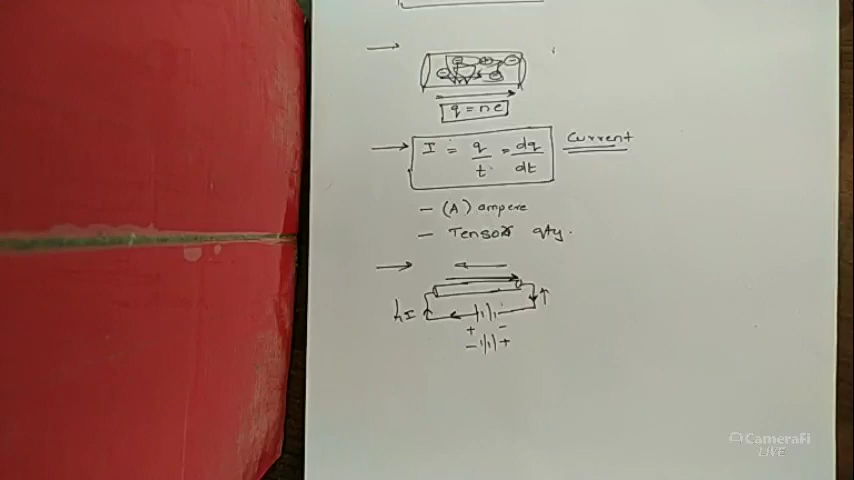 q = ne
I = q/t = dq/dt Current
- (A) ampere
- Tensor qty.
I
+ -
- +
CameraFi
LIVE